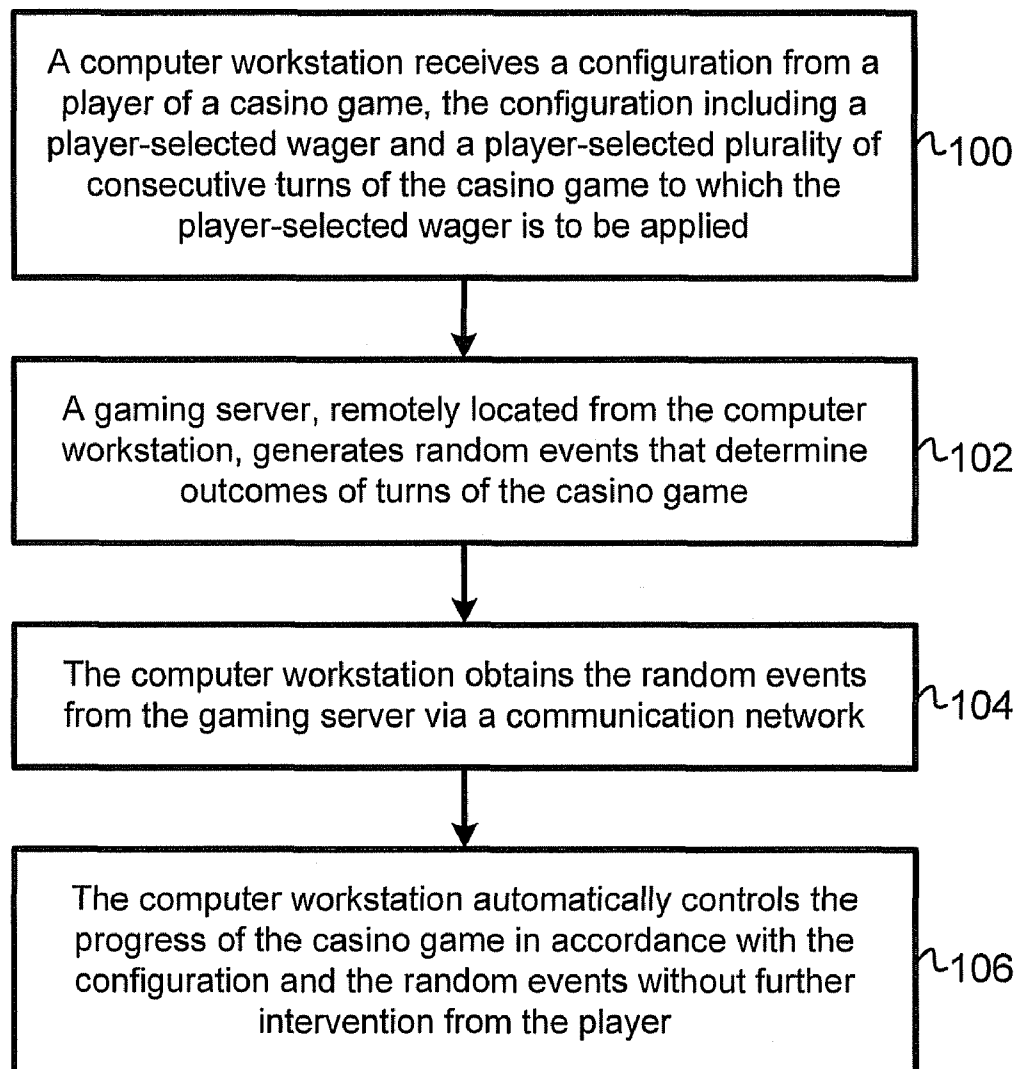 A computer workstation receives a configuration from a
player of a casino game, the configuration including a
player-selected wager and a player-selected plurality of
consecutive turns of the casino game to which the
player-selected wager is to be applied
100
A gaming server, remotely located from the computer
workstation, generates random events that determine
outcomes of turns of the casino game
102
The computer workstation obtains the random events
from the gaming server via a communication network
104
The computer workstation automatically controls the
progress of the casino game in accordance with the
configuration and the random events without further
intervention from the player
106